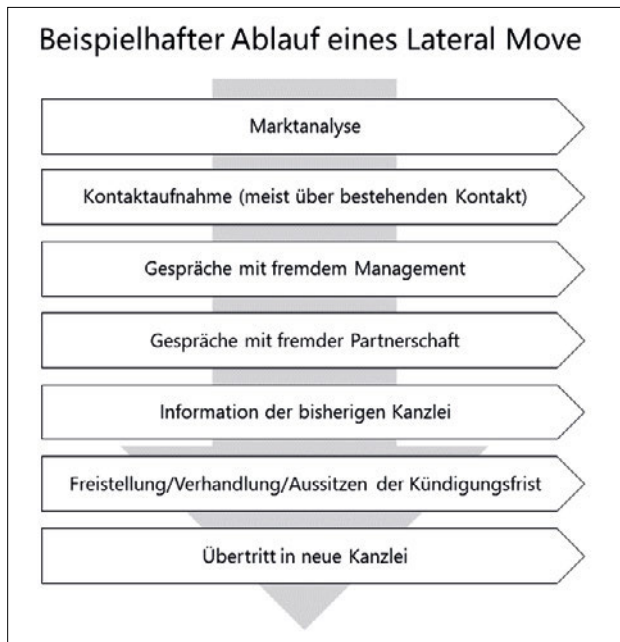 Beispielhafter Ablauf eines Lateral Move
Marktanalyse
Kontaktaufnahme (meist über bestehenden Kontakt)
Gespräche mit fremdem Management
Gespräche mit fremder Partnerschaft
Information der bisherigen Kanzlei
Freistellung/Verhandlung/Aussitzen der Kündigungsfrist
Übertritt in neue Kanzlei